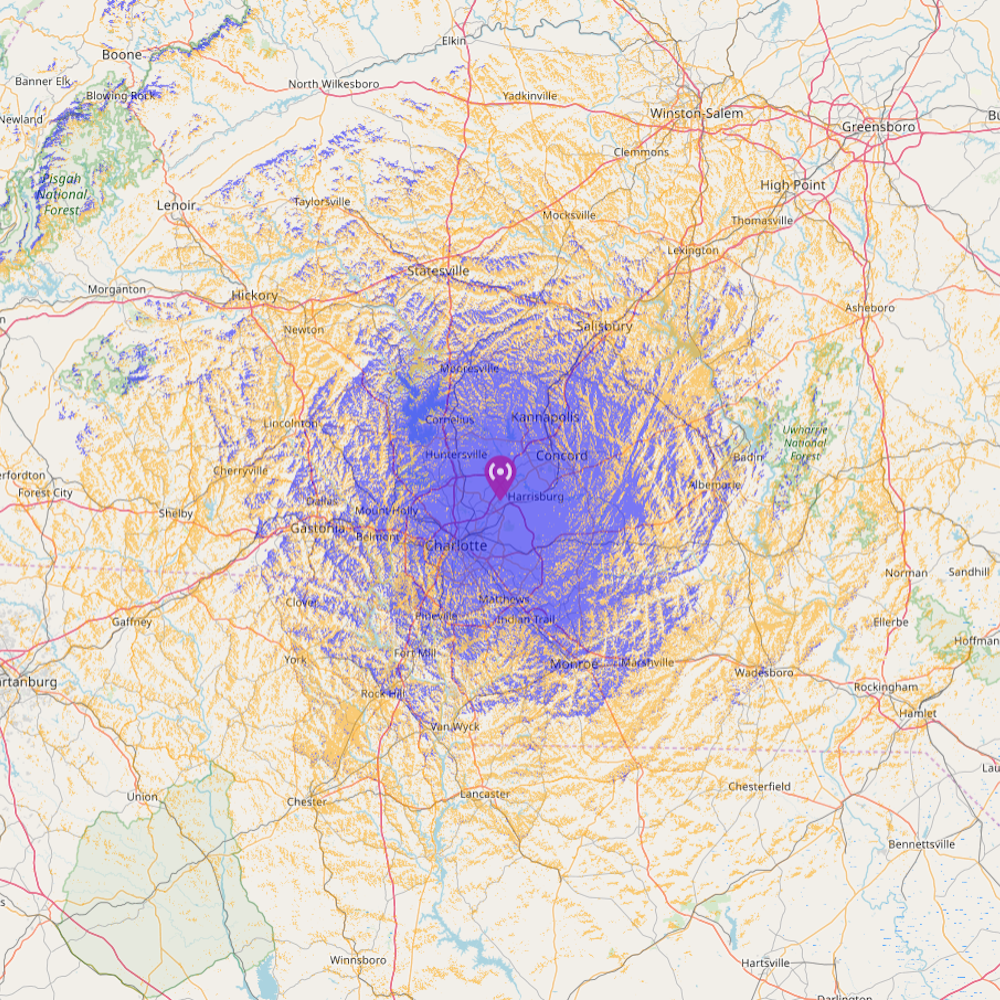 Elkin
Boone
Banner Elk
North Wilkesboro
Blowing Rock
Yadkinville
Winston-Salem
Newland
Greensboro
Clemmons
Pisgah
National
Forest
High Point
Taylorsville
Lenoir
Mocksville
Thomasville
Lexington
Statesville
Morganton
Hickory
Asheboro
Newton
Salisbury
Mooresville
Cornelius
Kannapolis
Lincolnton
Uwharrie
National
Forest
Huntersville
Concord
Badin
Cherryville
Albemarle
Forest City
Harrisburg
Dallas
Mount Holly
Shelby
Gastonia
Belmont
Charlotte
Norman
Sandhill
Matthews
Clover
Pineville
Indian Trail
Gaffney
Ellerbe
Fort Mill
York
Monroe
Marshville
Wadesboro
Rockingham
Rock Hill
Hamlet
Van Wyck
Chesterfield
Union
Chester
Lancaster
Bennettsville
Winnsboro
Hartsville
Darlington